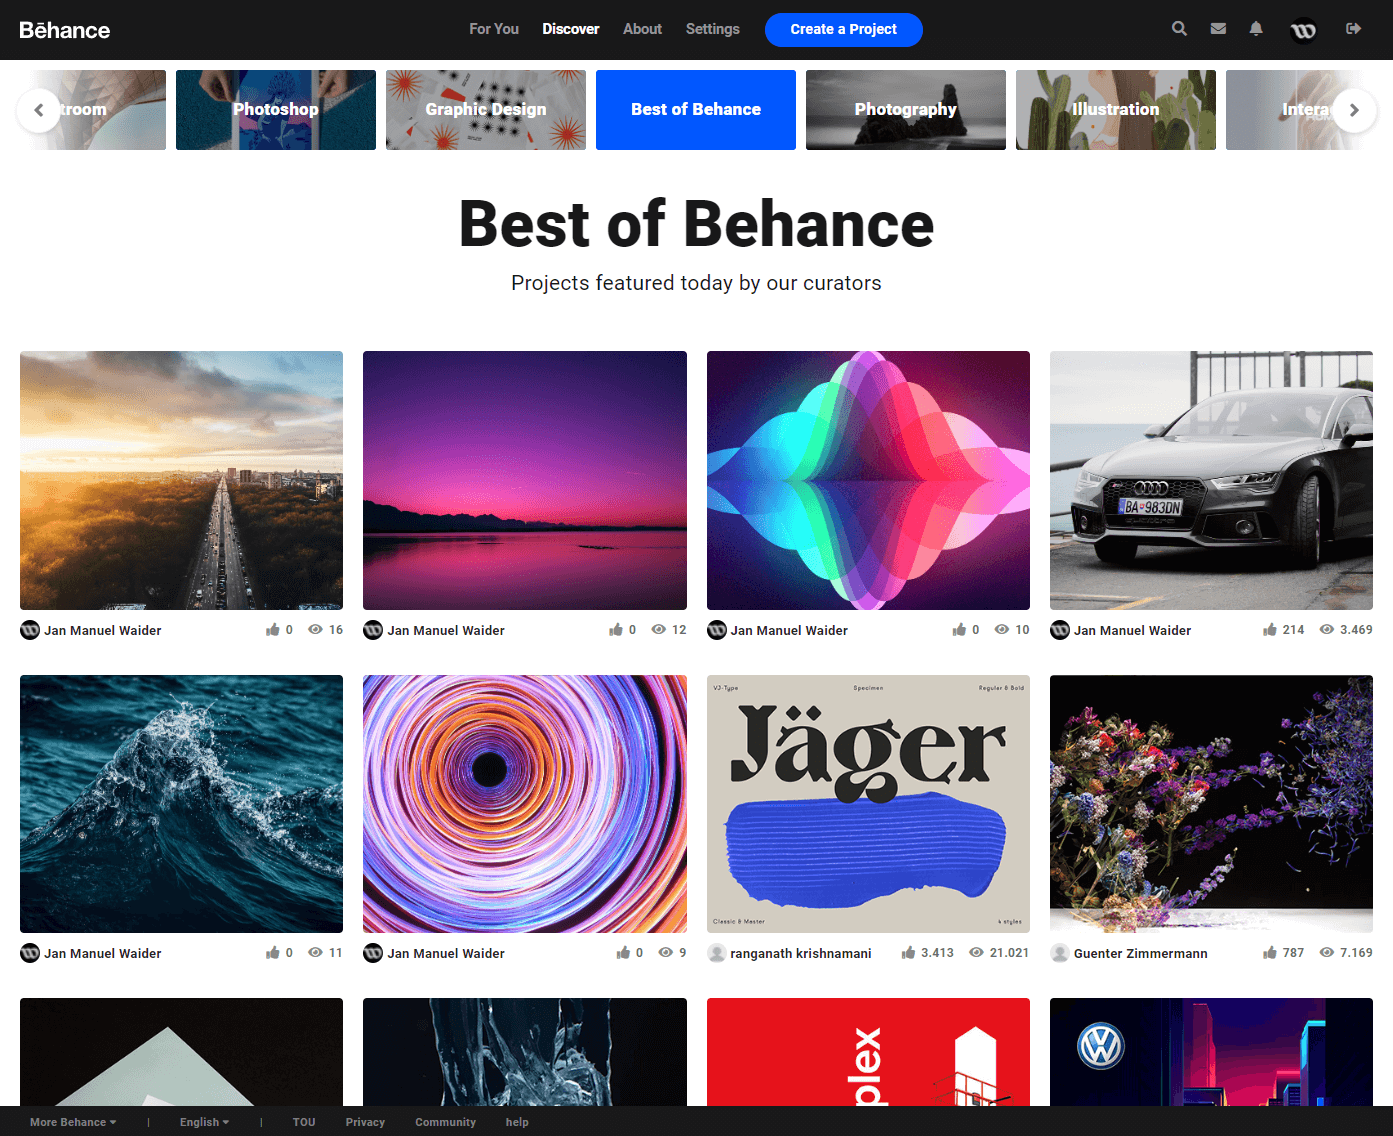 Bēhance
For You Discover About Settings Create a Project
troom
Photoshop
Graphic Design
Best of Behance
Photography
Illustration
Intera
Best of Behance
Projects featured today by our curators
BA-983DN
Jan Manuel Waider 0 16
Jan Manuel Waider 0 12
Jan Manuel Waider 0 10
Jan Manuel Waider 214 3.469
VJ-Type Specimen Regular & Bold
Jäger
Classic & Master 4 styles
Jan Manuel Waider 0 11
Jan Manuel Waider 0 9
ranganath krishnamani 3.413 21.021
Guenter Zimmermann 787 7.169
plex
More Behance | English | TOU Privacy Community help